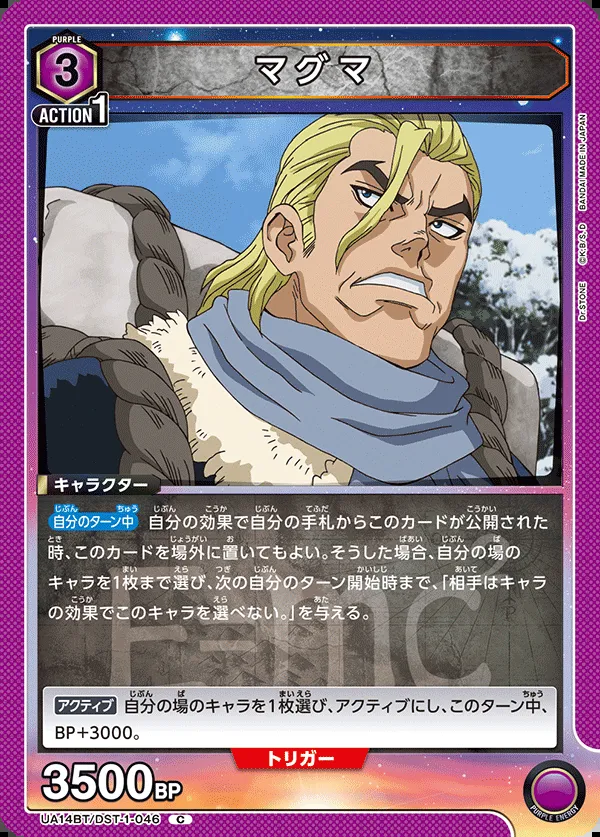 PURPLE
3
マグマ
ACTION 1
Dr.STONE ©K,B/S,D BANDAI MADE IN JAPAN
キャラクター
自分のターン中 自分の効果で自分の手札からこのカードが公開された
時、このカードを場外に置いてもよい。そうした場合、自分の場の
キャラを1枚まで選び、次の自分のターン開始時まで、「相手はキャラ
の効果でこのキャラを選べない。」を与える。
E=mc²
アクティブ 自分の場のキャラを1枚選び、アクティブにし、このターン中、
BP+3000。
トリガー
3500BP
UA14BT/DST-1-046 C
PURPLE ENERGY